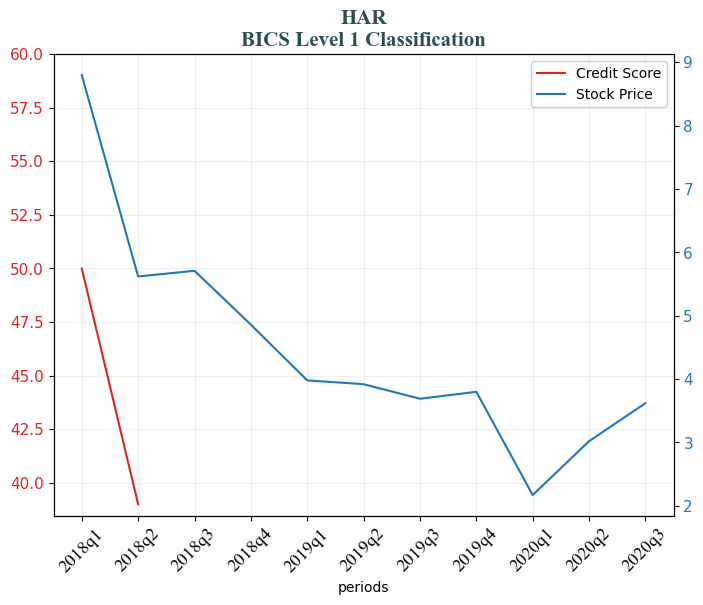 HAR
BICS Level 1 Classification
Credit Score
Stock Price
60.0
57.5
55.0
52.5
50.0
47.5
45.0
42.5
40.0
9
8
7
6
5
4
3
2
2018q1
2018q2
2018q3
2018q4
2019q1
2019q2
2019q3
2019q4
2020q1
2020q2
2020q3
periods